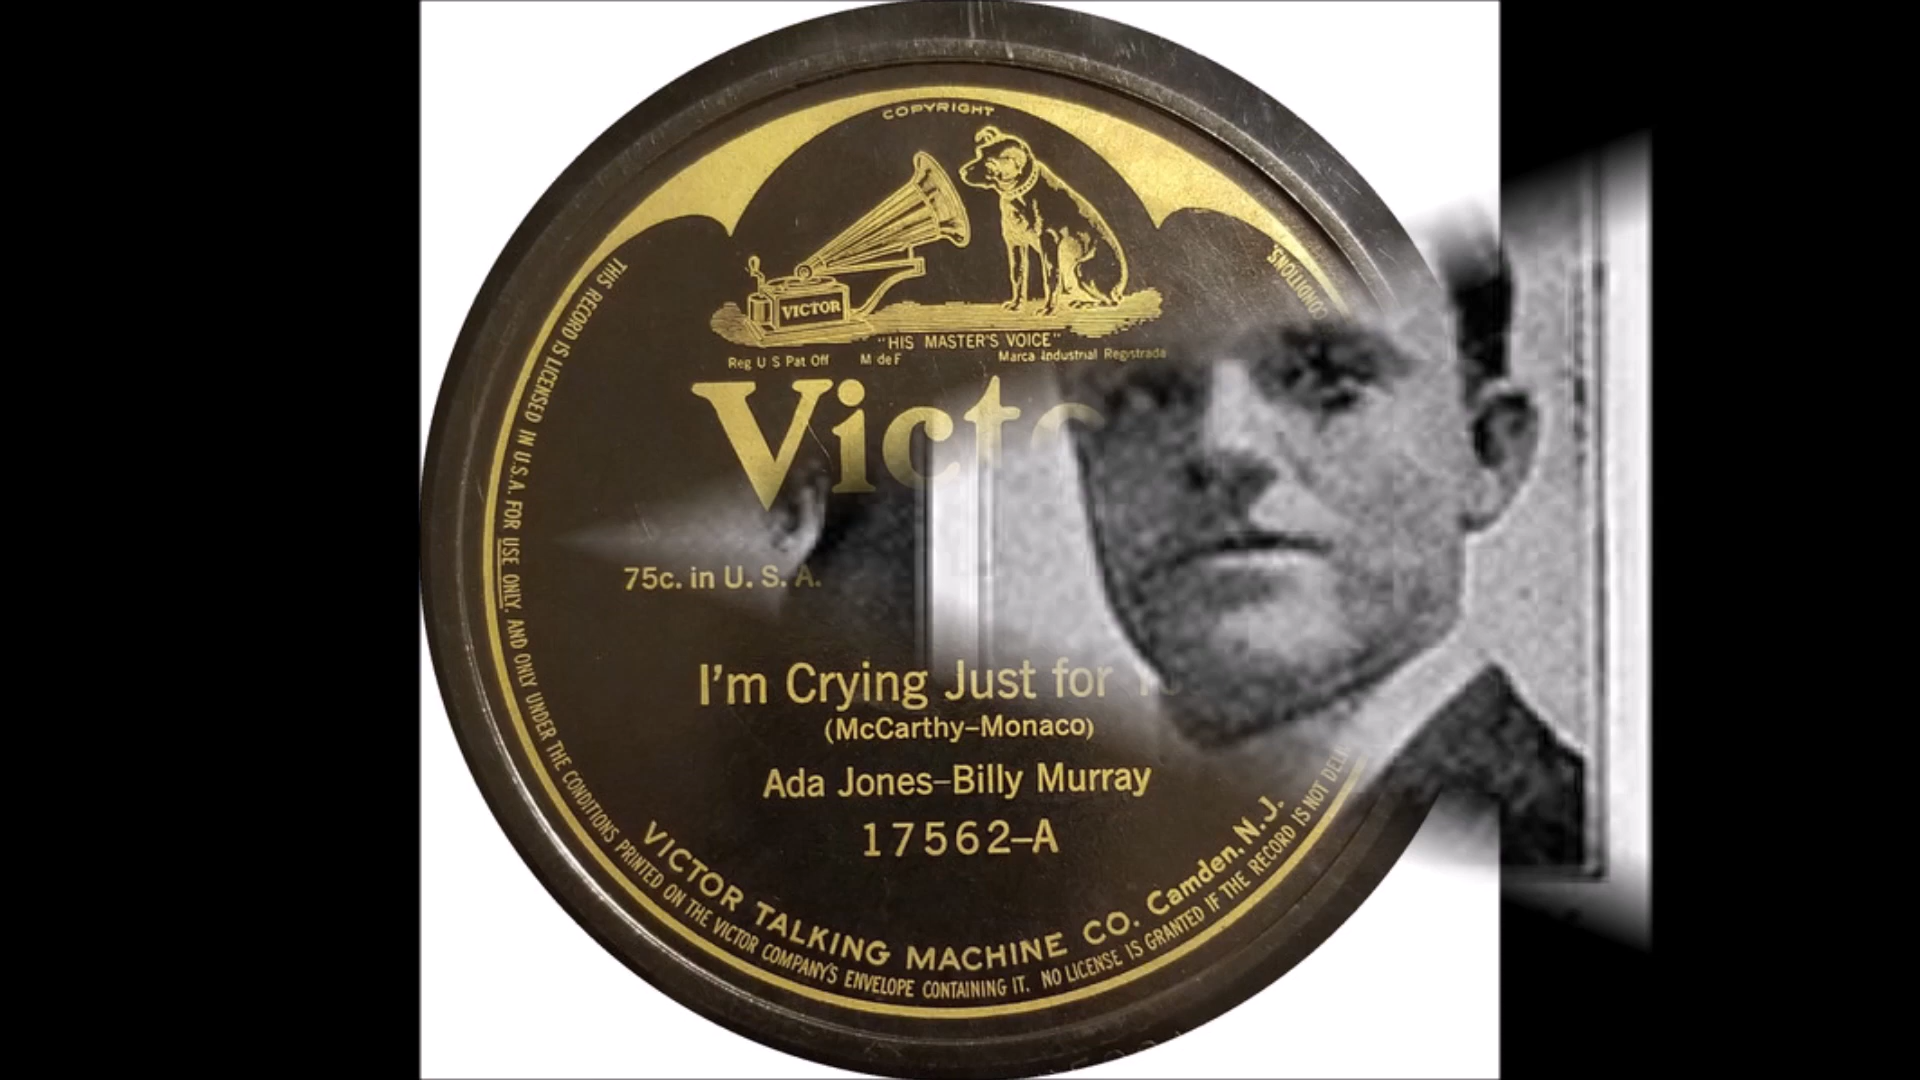 COPYRIGHT
VICTOR
"HIS MASTER'S VOICE"
Reg U S Pat Off M de F Marca Industrial Registrada
75c. in U. S. A.
I'm Crying Just for
(McCarthy–Monaco)
Ada Jones–Billy Murray
17562–A
VICTOR TALKING MACHINE CO. Camden, N. J.
THIS RECORD IS LICENSED IN U.S.A. FOR USE ONLY. AND ONLY UNDER THE CONDITIONS PRINTED ON THE VICTOR COMPANY'S ENVELOPE CONTAINING IT. NO LICENSE IS GRANTED IF THE RECORD IS NOT
CONDITIONS.